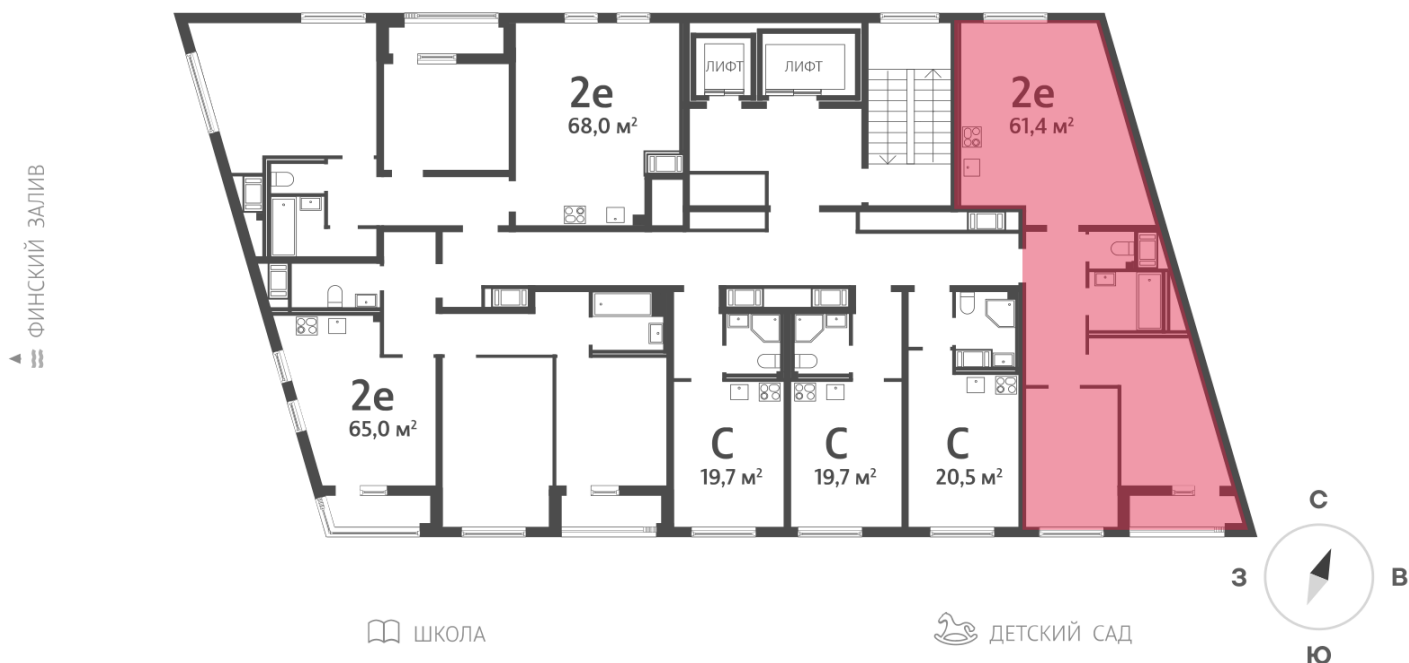 ЛИФТ
ЛИФТ
2е
68,0 м²
2е
61,4 м²
ФИНСКИЙ ЗАЛИВ
2е
65,0 м²
С
19,7 м²
С
19,7 м²
С
20,5 м²
С
З
В
Ю
ШКОЛА
ДЕТСКИЙ САД